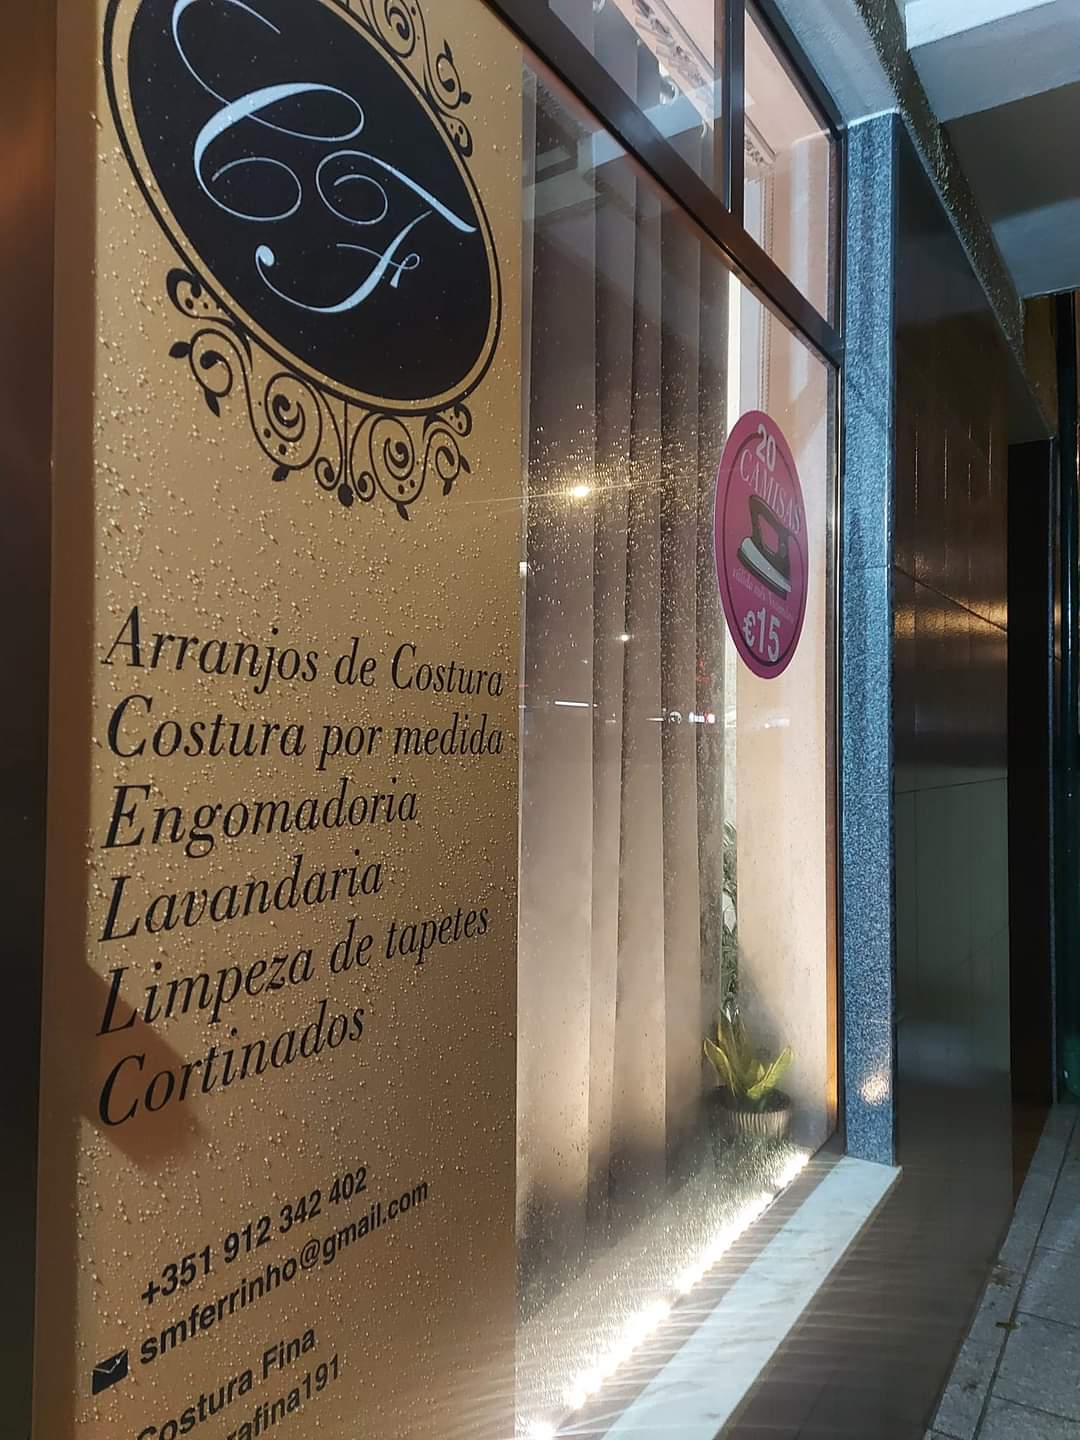 CF
Arranjos de Costura
Costura por medida
Engomadoria
Lavandaria
Limpeza de tapetes
Cortinados
+351 912 342 402
smferrinho@gmail.com
Costura Fina
rafina191
20
CAMISAS
€15